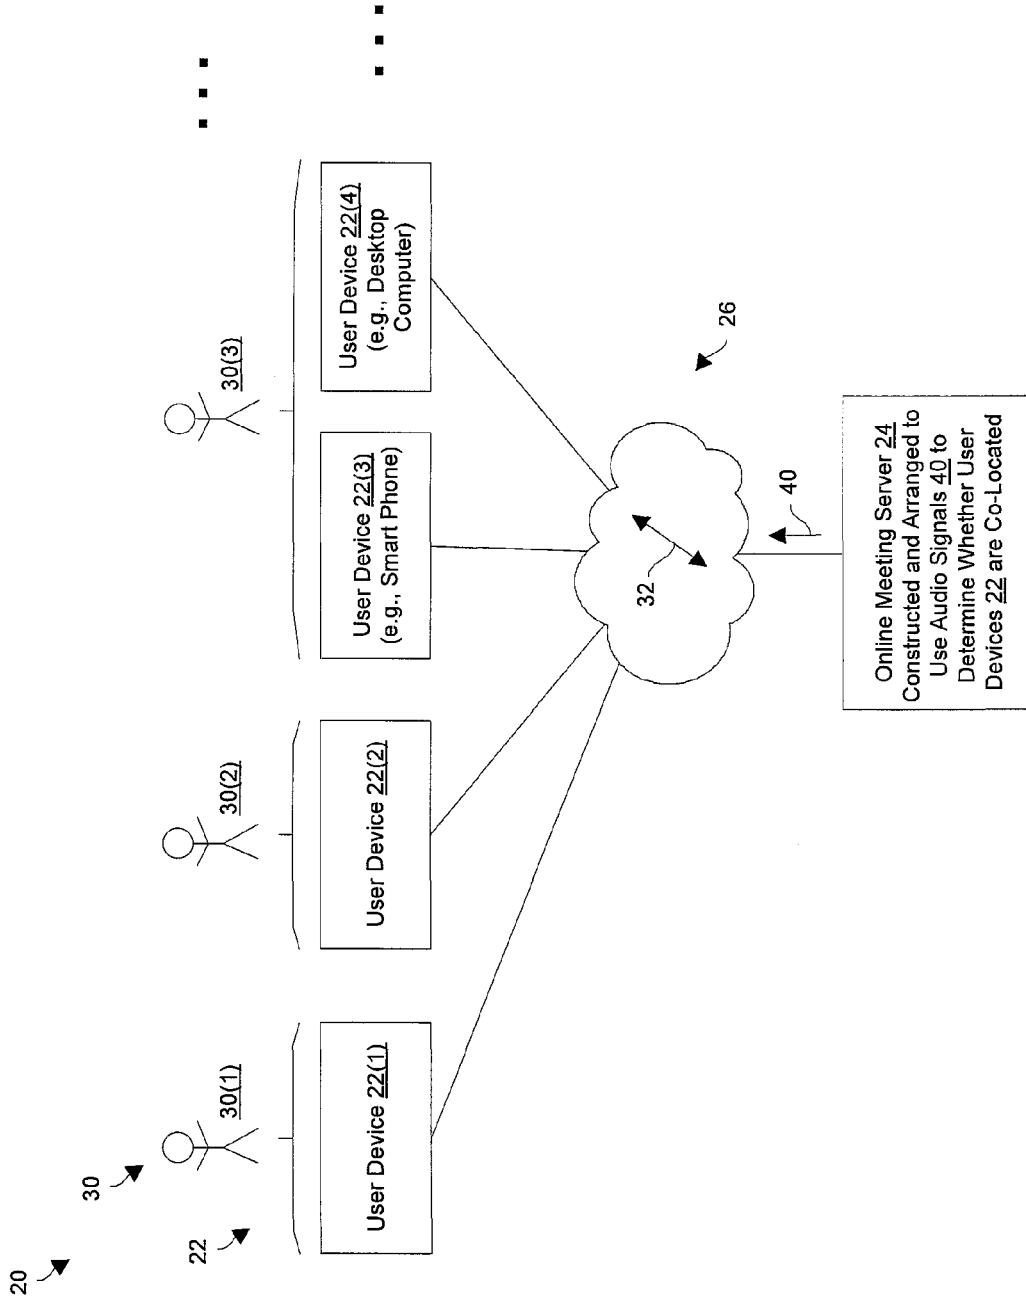 20
30
22
30(1)
30(2)
30(3)
User Device 22(1)
User Device 22(2)
User Device 22(3)
(e.g., Smart Phone)
User Device 22(4)
(e.g., Desktop
Computer)
32
26
40
Online Meeting Server 24
Constructed and Arranged to
Use Audio Signals 40 to
Determine Whether User
Devices 22 are Co-Located